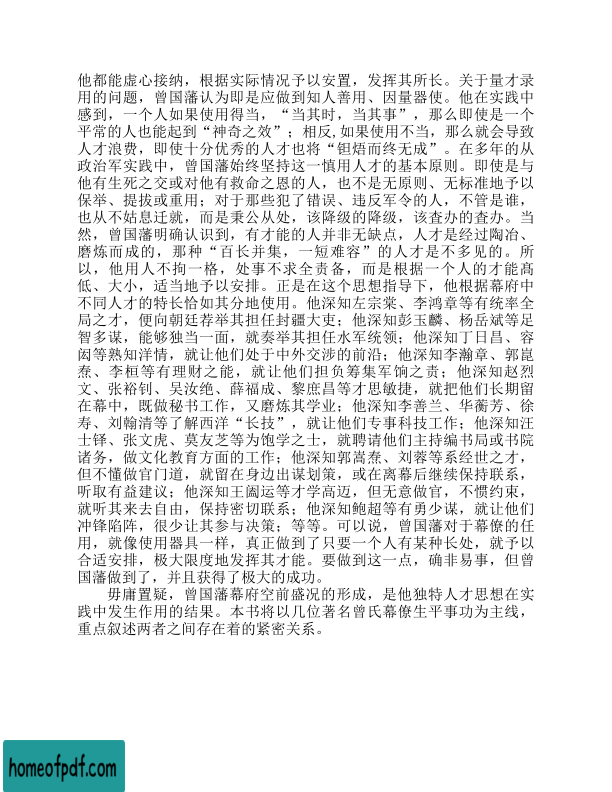 他都能虚心接纳，根据实际情况予以安置，发挥其所长。关于量才录
用的问题，曾国藩认为即是应做到知人善用、因量器使。他在实践中
感到，一个人如果使用得当，“当其时，当其事”，那么即使是一个
平常的人也能起到“神奇之效”；相反,如果使用不当，那么就会导致
人才浪费，即使十分优秀的人才也将“钽焐而终无成”。在多年的从
政治军实践中，曾国藩始终坚持这一慎用人才的基本原则。即使是与
他有生死之交或对他有救命之恩的人，也不是无原则、无标准地予以
保举、提拔或重用；对于那些犯了错误、违反军令的人，不管是谁，
也从不姑息迁就，而是秉公从处，该降级的降级，该查办的查办。当
然，曾国藩明确认识到，有才能的人并非无缺点，人才是经过陶冶、
磨炼而成的，那种“百长并集，一短难容”的人才是不多见的。所
以，他用人不拘一格，处事不求全责备，而是根据一个人的才能高
低、大小，适当地予以安排。正是在这个思想指导下，他根据幕府中
不同人才的特长恰如其分地使用。他深知左宗棠、李鸿章等有统率全
局之才，便向朝廷荐举其担任封疆大吏；他深知彭玉麟、杨岳斌等足
智多谋，能够独当一面，就奏举其担任水军统领；他深知丁日昌、容
闳等熟知洋情，就让他们处于中外交涉的前沿；他深知李瀚章、郭崑
焘、李桓等有理财之能，就让他们担负筹集军饷之责；他深知赵烈
文、张裕钊、吴汝绝、薛福成、黎庶昌等才思敏捷，就把他们长期留
在幕中，既做秘书工作，又磨炼其学业；他深知李善兰、华蘅芳、徐
寿、刘翰清等了解西洋“长技”，就让他们专事科技工作；他深知汪
士铎、张文虎、莫友芝等为饱学之士，就聘请他们主持编书局或书院
诸务，做文化教育方面的工作；他深知郭嵩焘、刘蓉等系经世之才，
但不懂做官门道，就留在身边出谋划策，或在离幕后继续保持联系，
听取有益建议；他深知王闿运等才学高迈，但无意做官，不惯约束，
就听其来去自由，保持密切联系；他深知鲍超等有勇少谋，就让他们
冲锋陷阵，很少让其参与决策；等等。可以说，曾国藩对于幕僚的任
用，就像使用器具一样，真正做到了只要一个人有某种长处，就予以
合适安排，极大限度地发挥其才能。要做到这一点，确非易事，但曾
国藩做到了，并且获得了极大的成功。
毋庸置疑，曾国藩幕府空前盛况的形成，是他独特人才思想在实
践中发生作用的结果。本书将以几位著名曾氏幕僚生平事功为主线，
重点叙述两者之间存在着的紧密关系。
homeofpdf.com